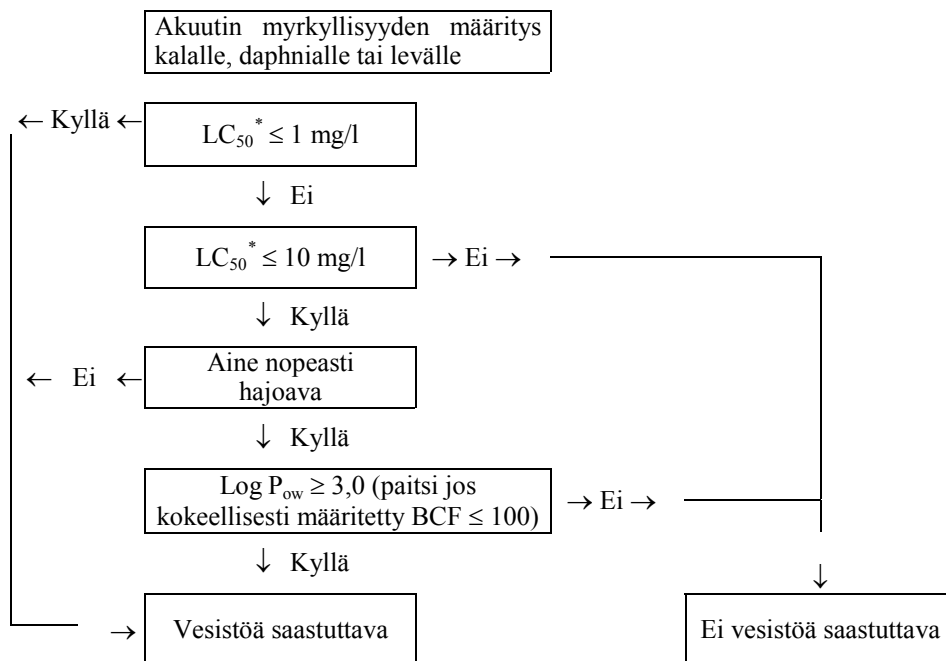 Akuutin myrkyllisyyden määritys
kalalle, daphnialle tai levälle
← Kyllä ←
LC₅₀* ≤ 1 mg/l
↓ Ei
LC₅₀* ≤ 10 mg/l
→ Ei →
↓ Kyllä
← Ei ←
Aine nopeasti
hajoava
↓ Kyllä
Log Pow ≥ 3,0 (paitsi jos
kokeellisesti määritetty BCF ≤ 100)
→ Ei →
↓ Kyllä
↓
→
Vesistöä saastuttava
Ei vesistöä saastuttava